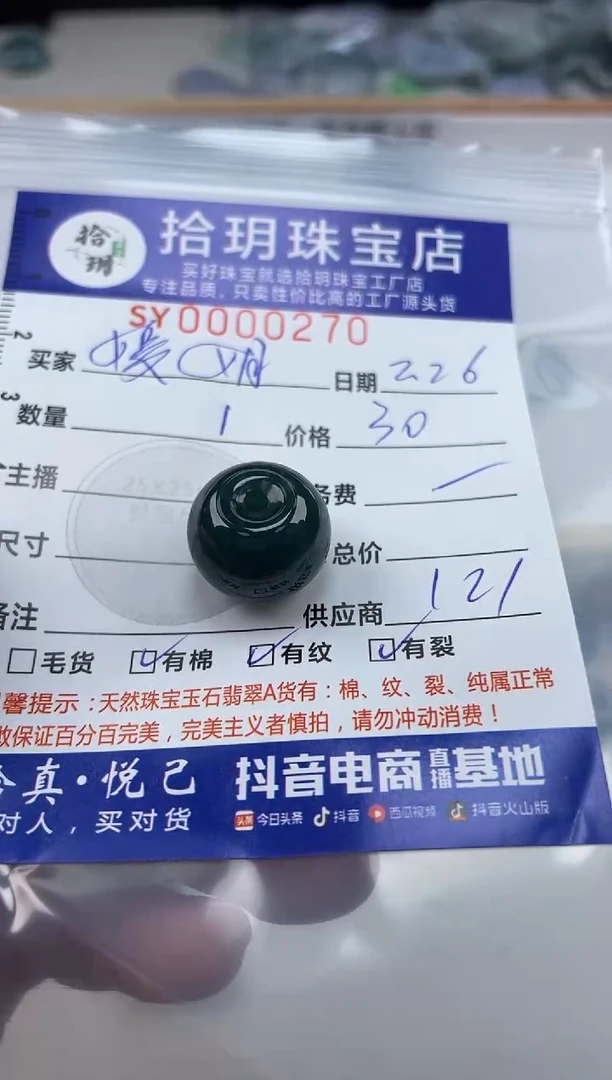 拾玥
拾玥珠宝店
买好珠宝就选拾玥珠宝工厂店
专注品质，只卖性价比高的工厂源头货
SY0000270
买家 日期 2.26
数量 1 价格 30
主播 务费 —
尺寸 总价
备注 供应商 121
毛货 有棉 有纹 有裂
馨提示：天然珠宝玉石翡翠A货有：棉、纹、裂、纯属正常
保证百分百完美，完美主义者慎拍，请勿冲动消费！
真·悦己 抖音电商直播基地
对人，买对货 头条 今日头条 抖音 西瓜视频 抖音火山版
2
3